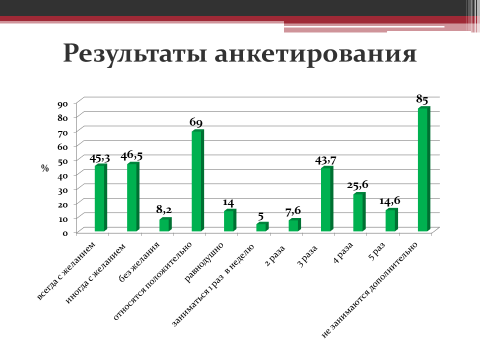 Результаты анкетирования
90
80
70
60
50
40
30
20
10
0
%
45,3
46,5
8,2
69
14
5
7,6
43,7
25,6
14,6
85
всегда с желанием
иногда с желанием
без желания
относятся положительно
равнодушно
заниматься 1 раз в неделю
2 раза
3 раза
4 раза
5 раз
не занимаются дополнительно